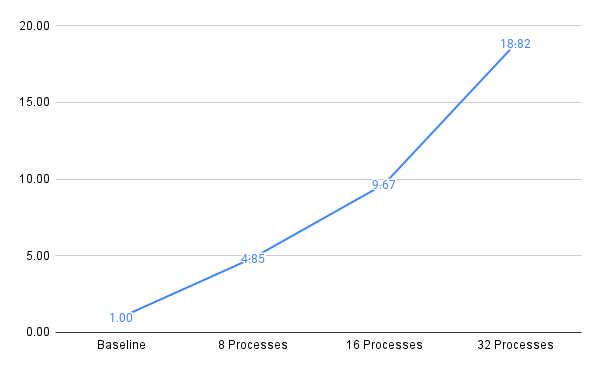 20.00
18.82
15.00
10.00
9.67
5.00
4.85
1.00
0.00
Baseline
8 Processes
16 Processes
32 Processes